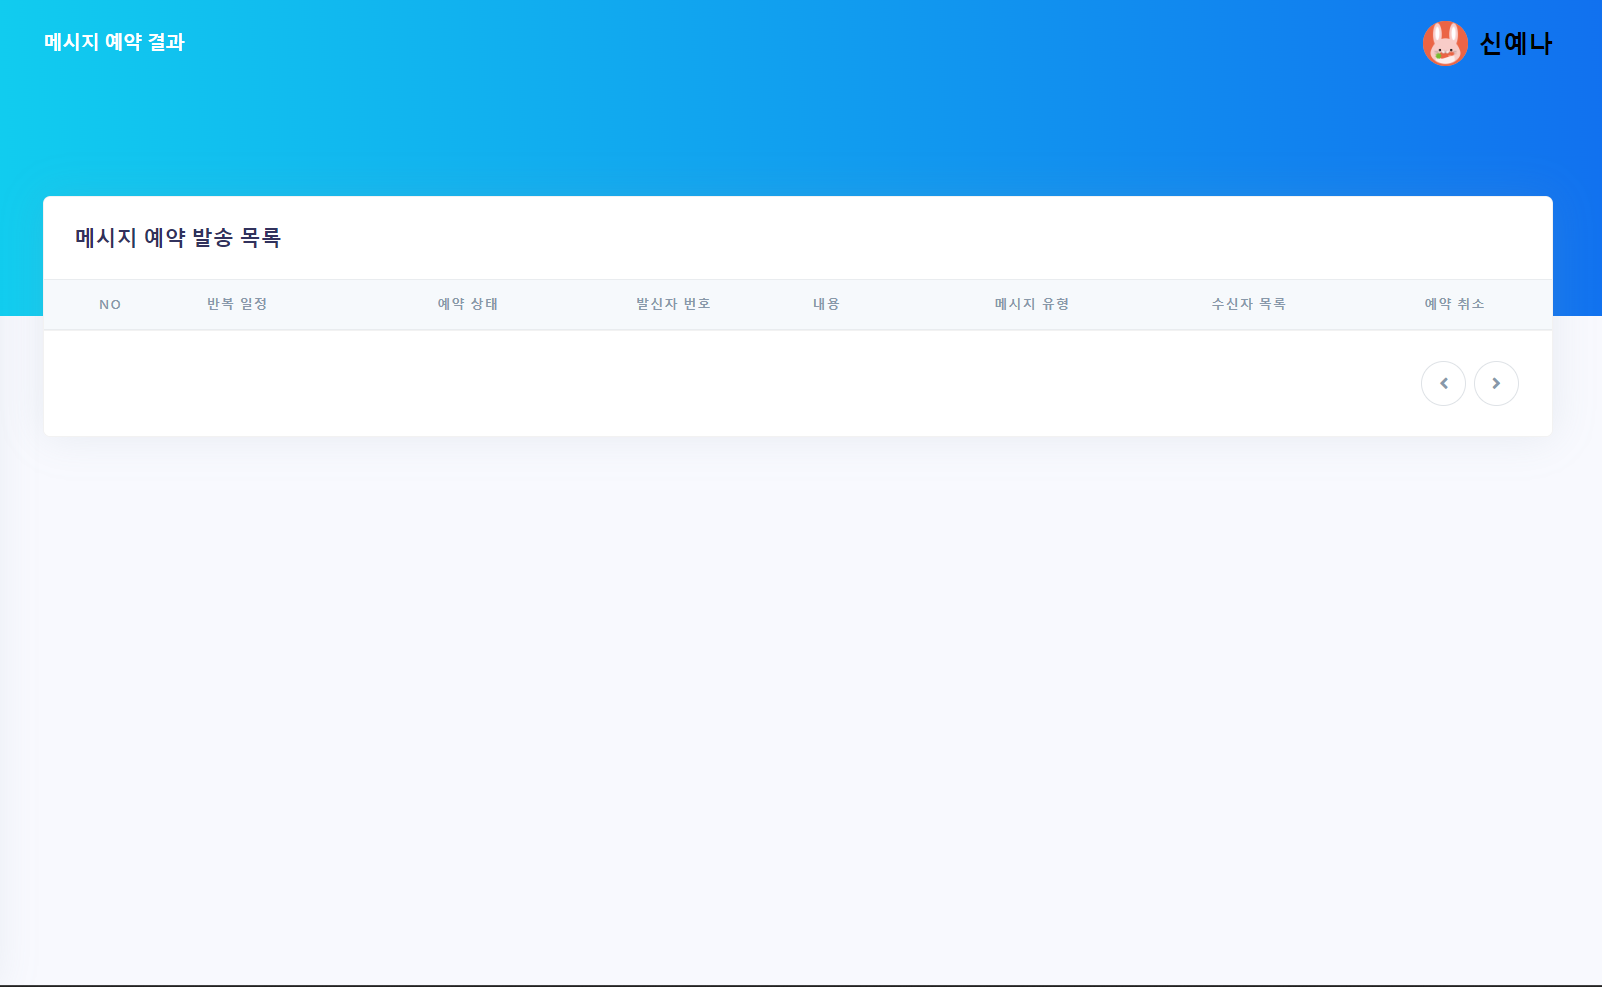 메시지 예약 결과
신예나
메시지 예약 발송 목록
NO 반복 일정 예약 상태 발신자 번호 내용 메시지 유형 수신자 목록 예약 취소